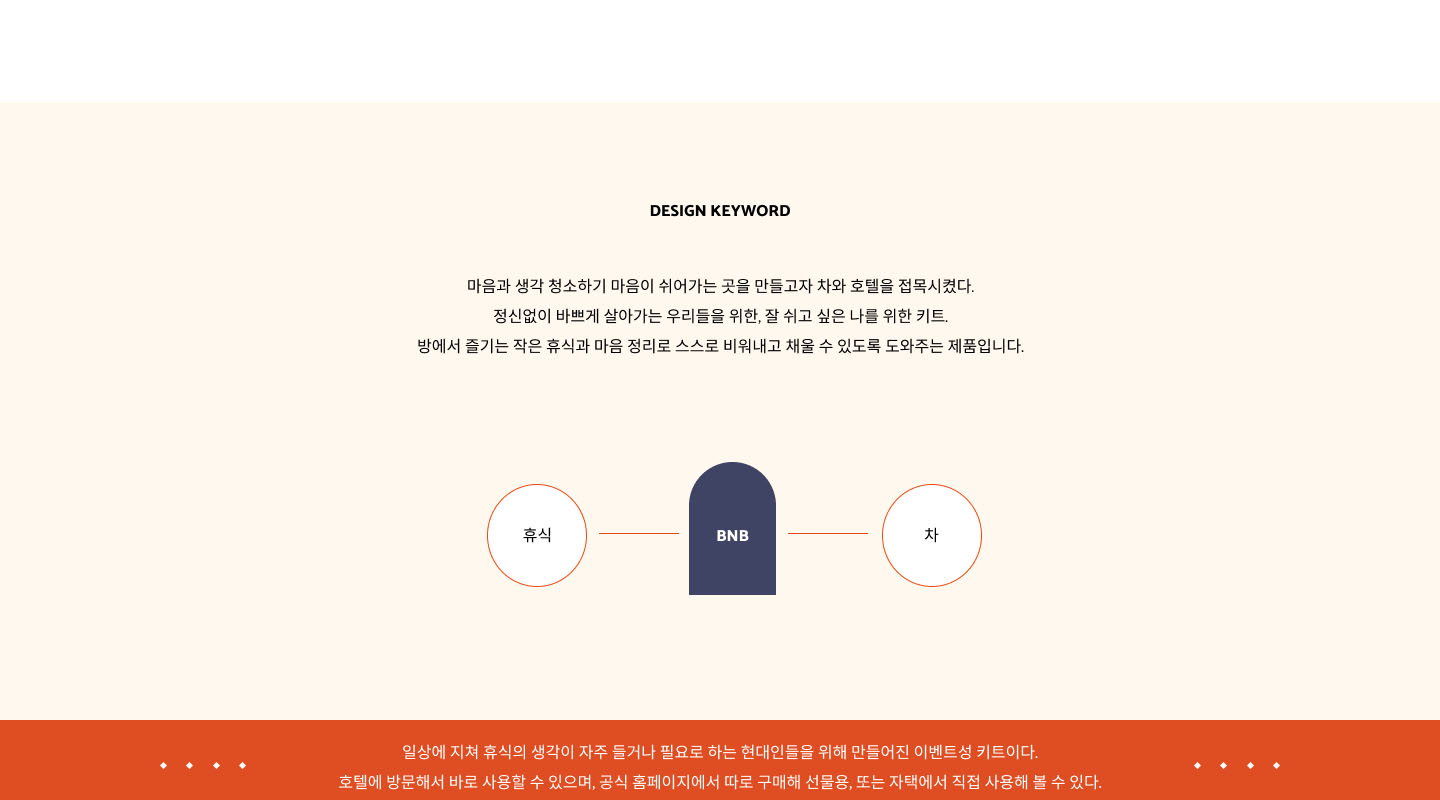 DESIGN KEYWORD
마음과 생각 청소하기 마음이 쉬어가는 곳을 만들고자 차와 호텔을 접목시켰다.
정신없이 바쁘게 살아가는 우리들을 위한, 잘 쉬고 싶은 나를 위한 키트.
방에서 즐기는 작은 휴식과 마음 정리로 스스로 비워내고 채울 수 있도록 도와주는 제품입니다.
휴식
BNB
차
일상에 지쳐 휴식의 생각이 자주 들거나 필요로 하는 현대인들을 위해 만들어진 이벤트성 키트이다.
호텔에 방문해서 바로 사용할 수 있으며, 공식 홈페이지에서 따로 구매해 선물용, 또는 자택에서 직접 사용해 볼 수 있다.